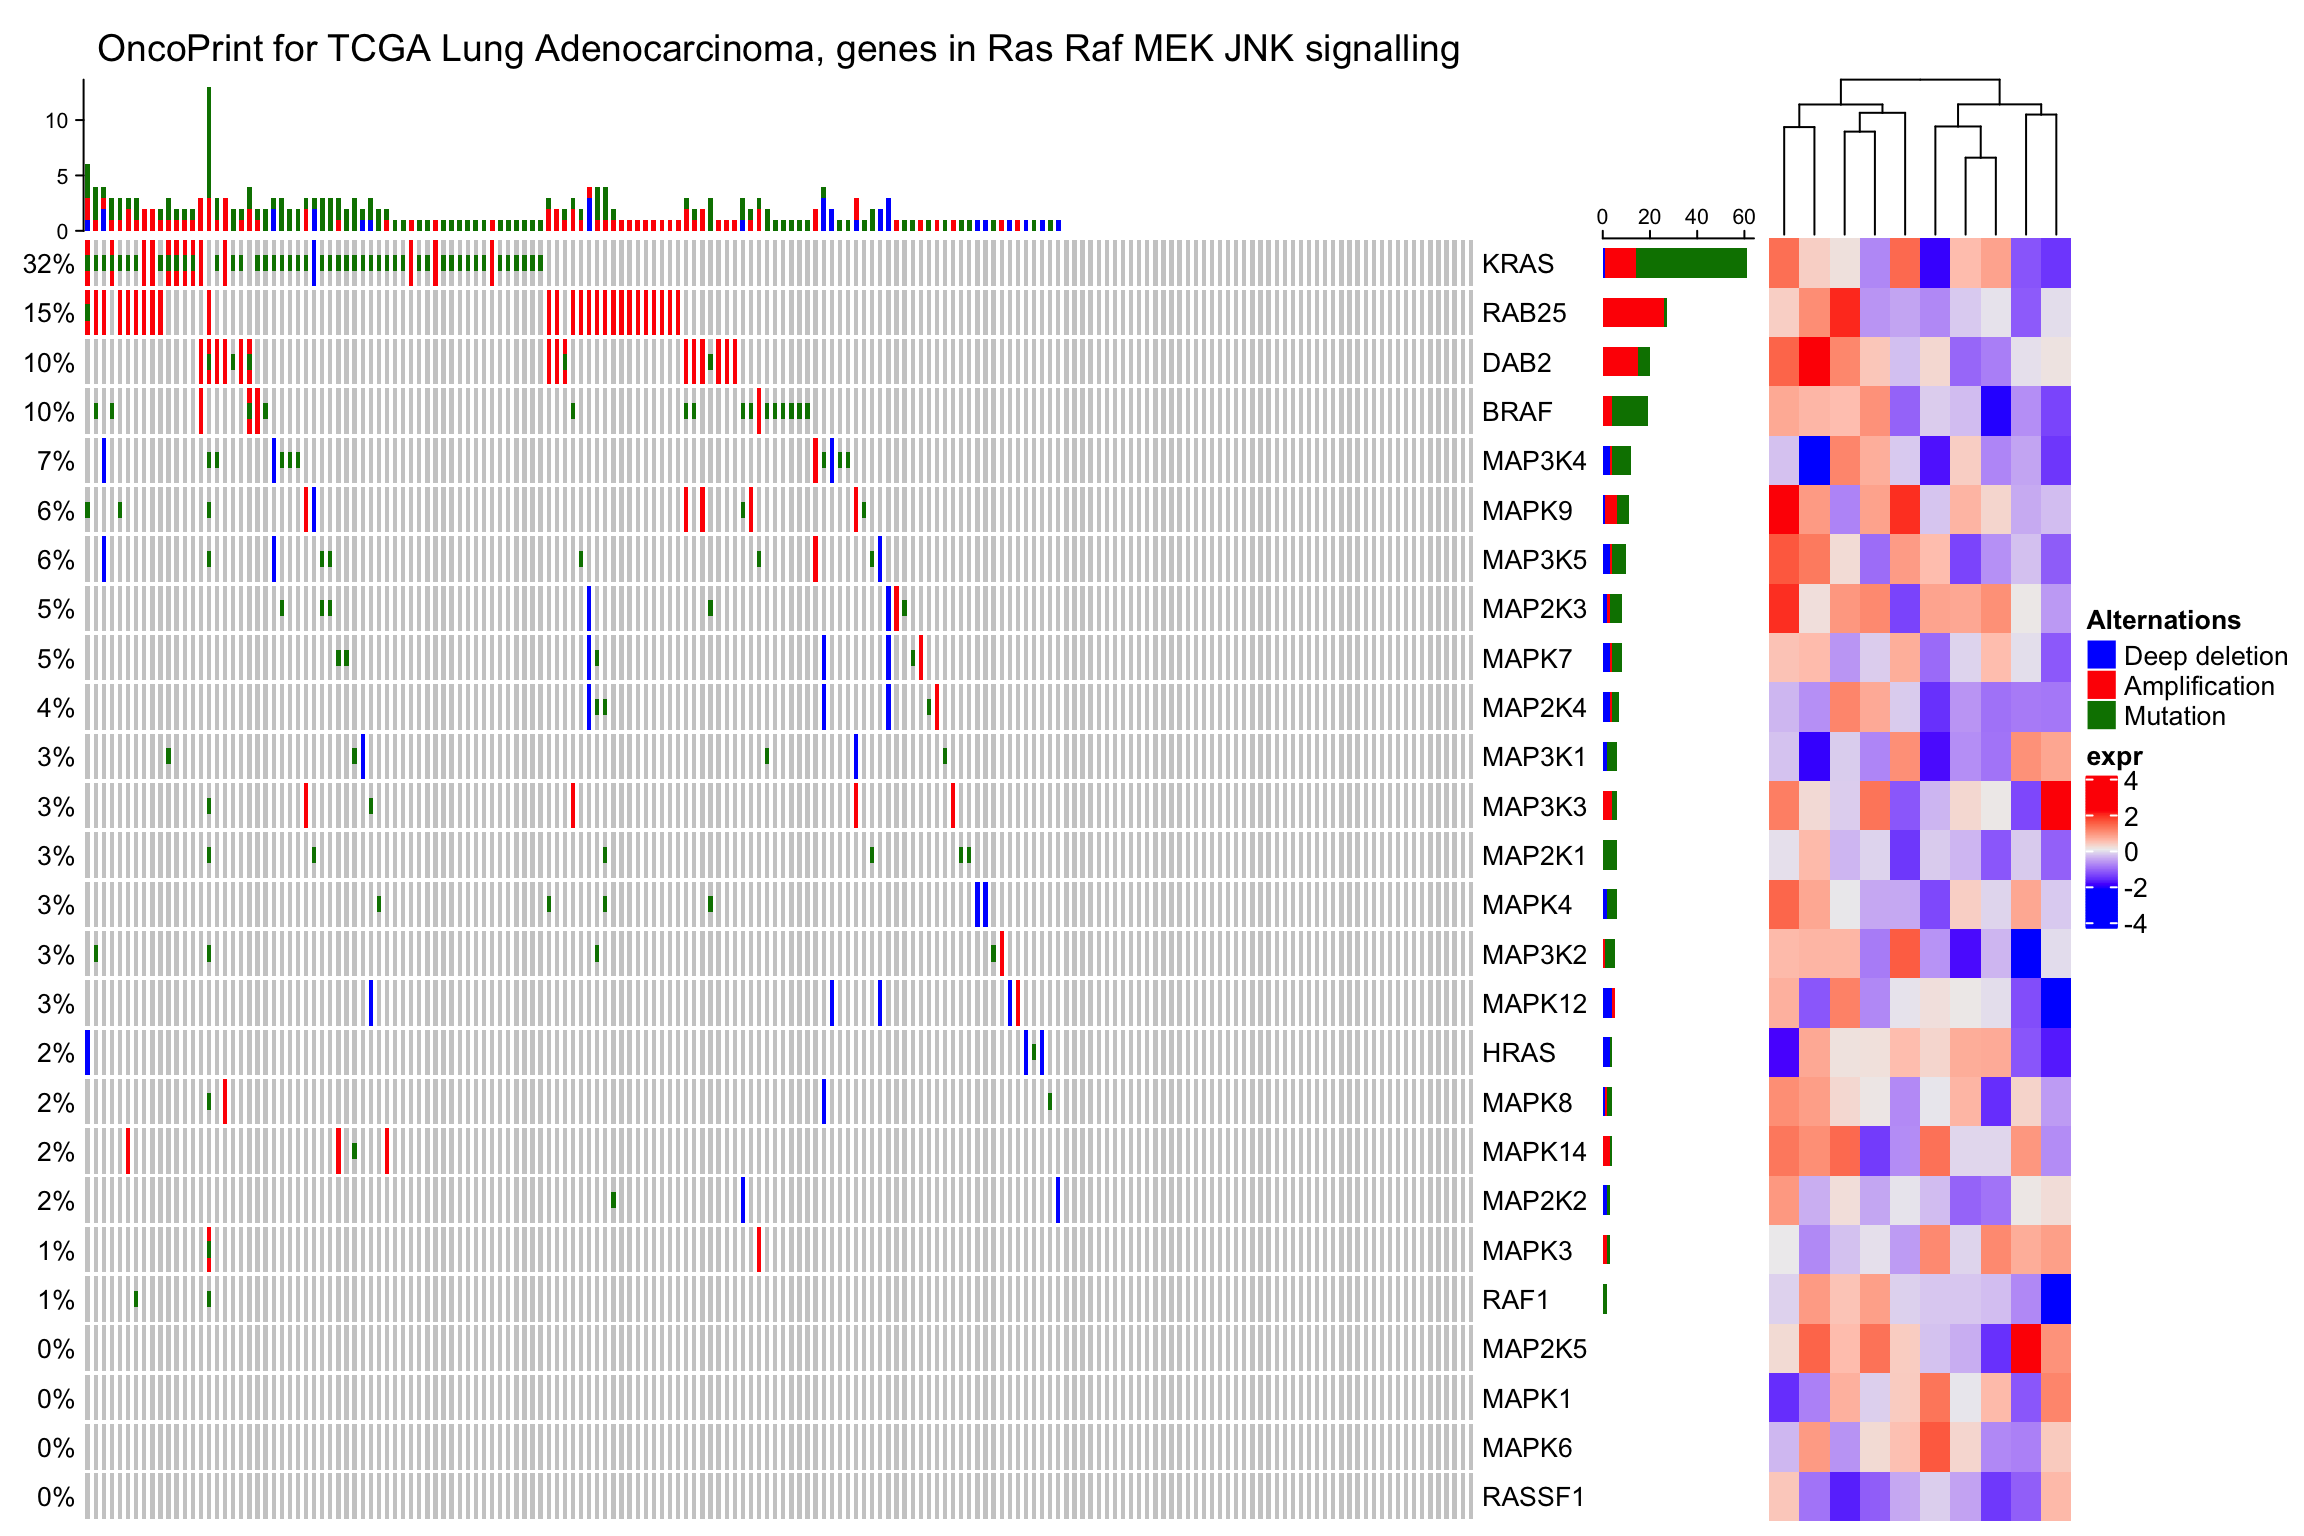 OncoPrint for TCGA Lung Adenocarcinoma, genes in Ras Raf MEK JNK signalling
10
5
0
0 20 40 60
32% KRAS
15% RAB25
10% DAB2
10% BRAF
7% MAP3K4
6% MAPK9
6% MAP3K5
5% MAP2K3
5% MAPK7
4% MAP2K4
3% MAP3K1
3% MAP3K3
3% MAP2K1
3% MAPK4
3% MAP3K2
3% MAPK12
2% HRAS
2% MAPK8
2% MAPK14
2% MAP2K2
1% MAPK3
1% RAF1
0% MAP2K5
0% MAPK1
0% MAPK6
0% RASSF1
Alternations
Deep deletion
Amplification
Mutation
expr
4
2
0
-2
-4